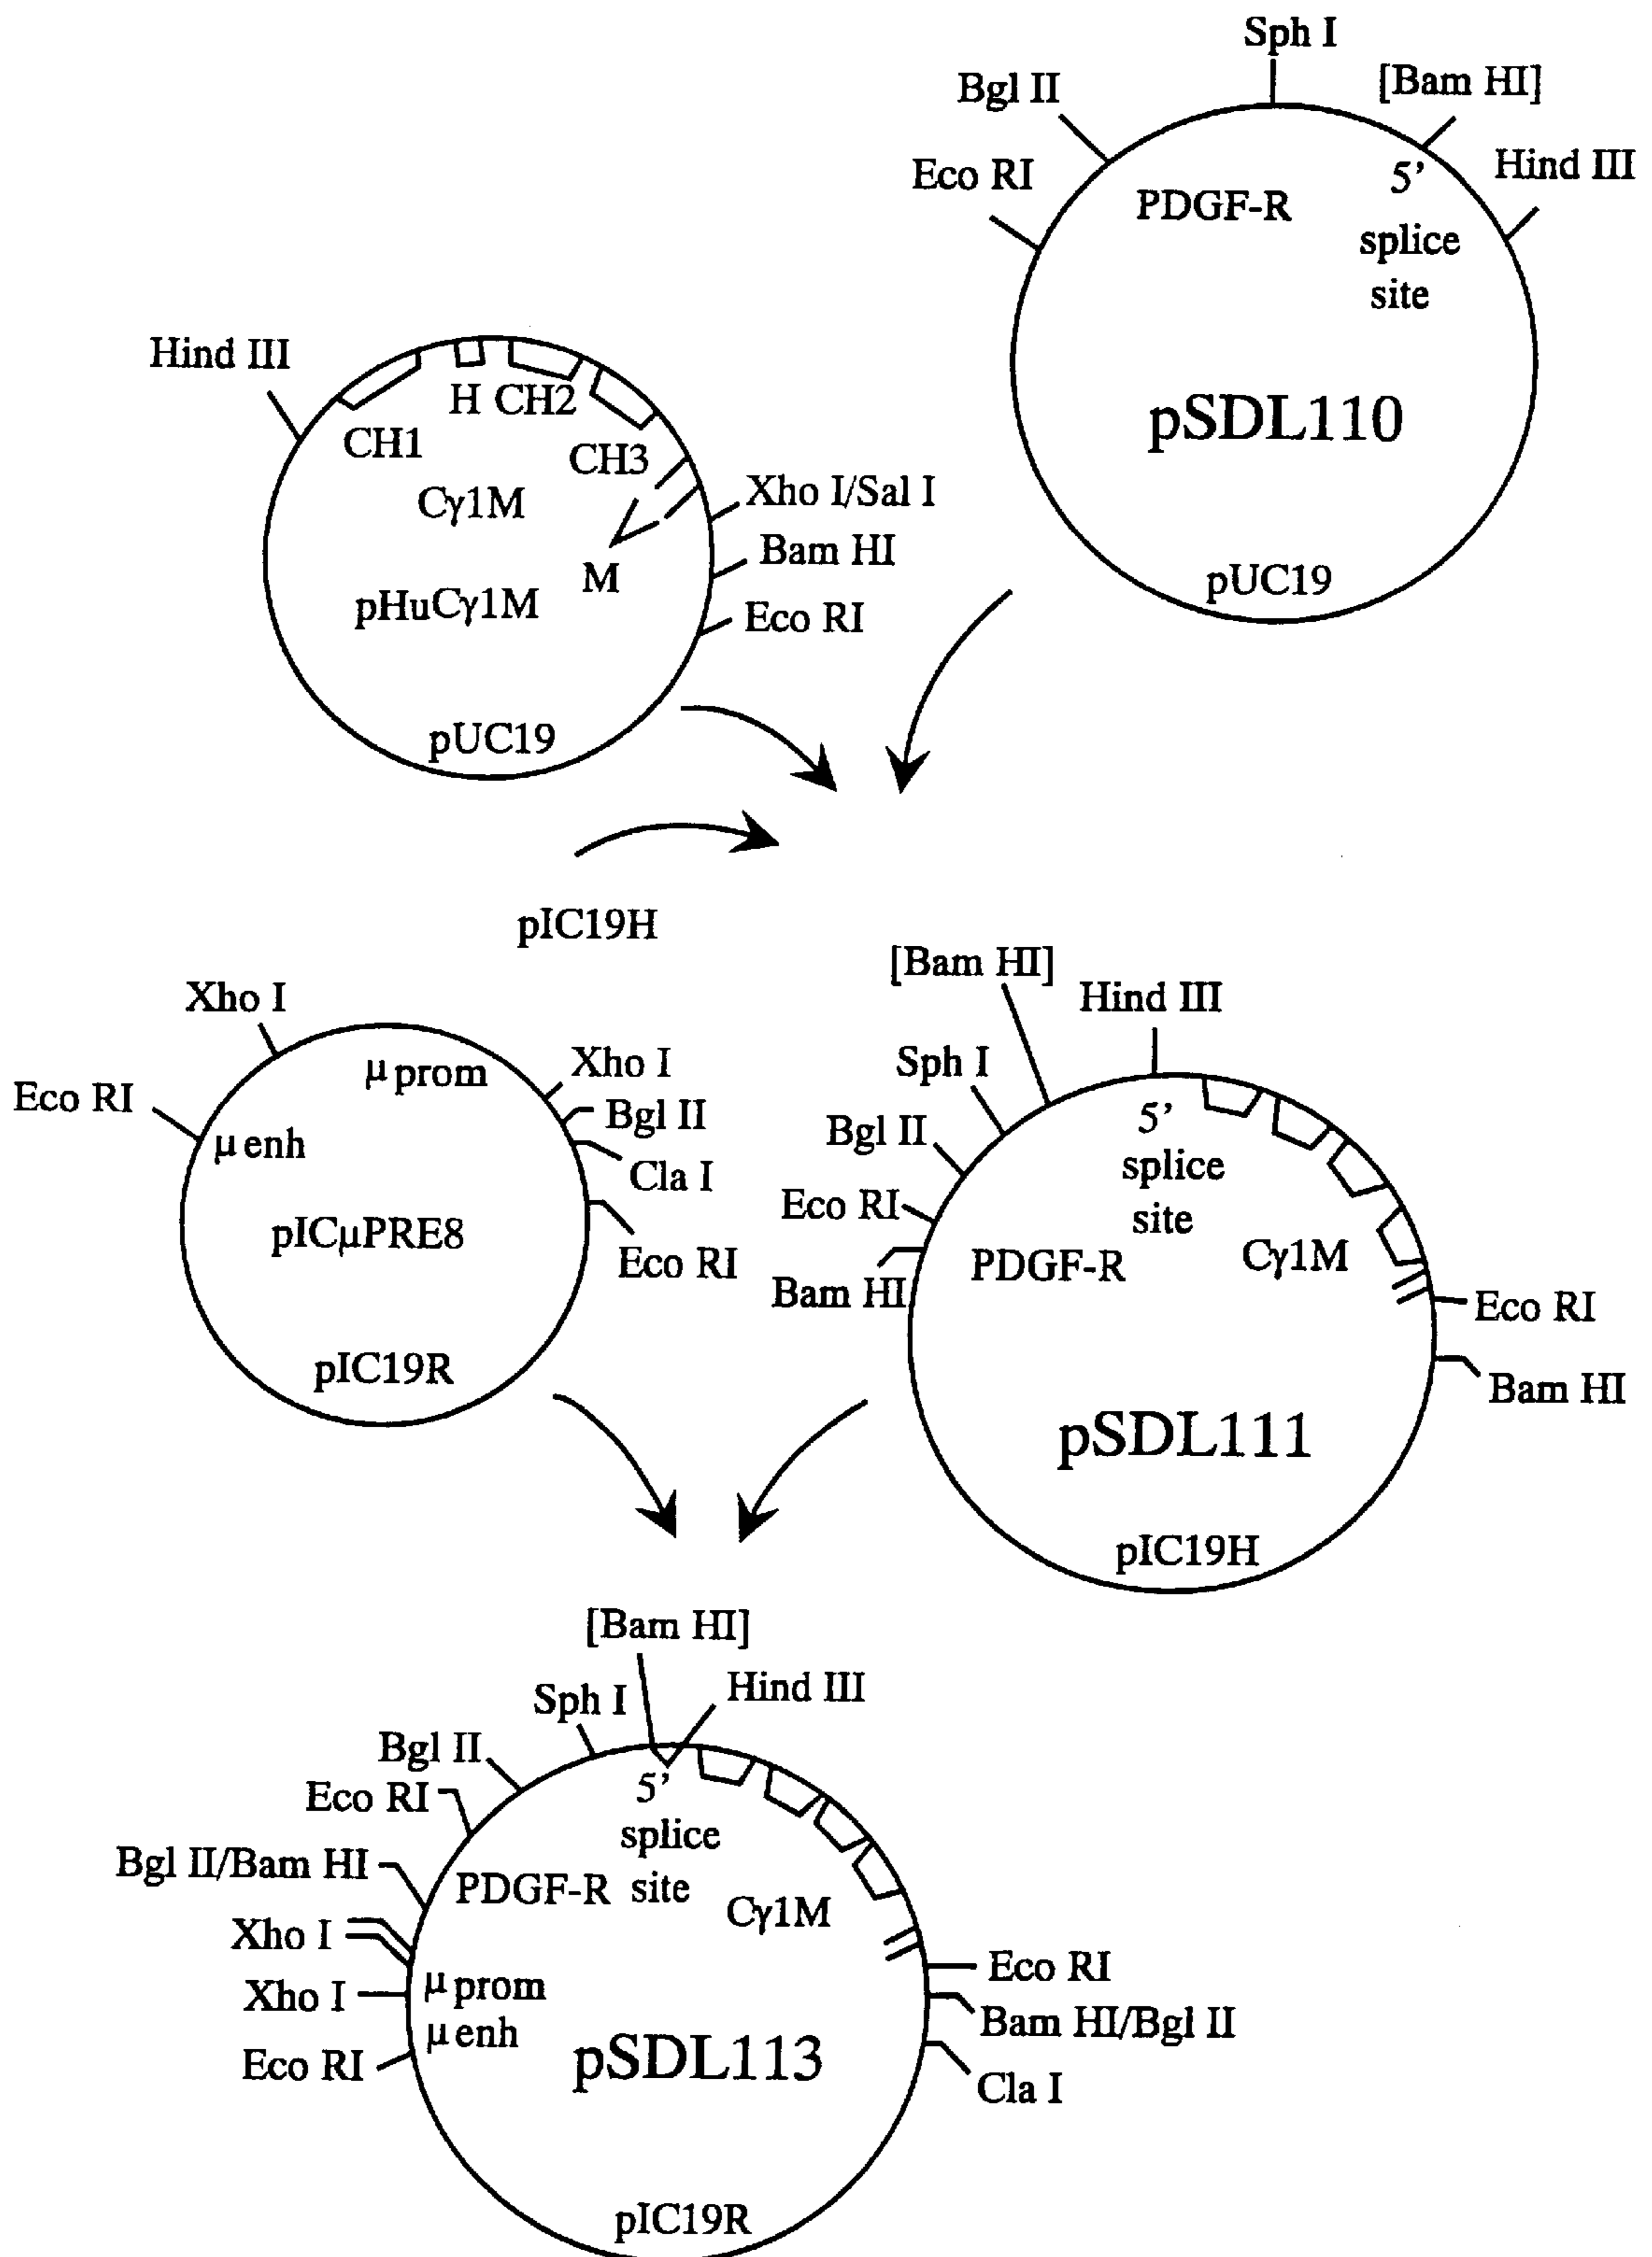 Sph I
[Bam HI]
Bgl II
Hind III
Eco RI
5’
PDGF-R
splice
site
pSDL110
pUC19
Hind III
H CH2
CH1
CH3
Cγ1M
Xho I/Sal I
Bam HI
M
pHuCγ1M
Eco RI
pUC19
pIC19H
Xho I
μ prom
Xho I
Eco RI
Bgl II
μ enh
Cla I
pICμPRE8
Eco RI
pIC19R
[Bam HI]
Hind III
Sph I
5’
Bgl II
splice
Eco RI
site
Cγ1M
PDGF-R
Bam HI
Eco RI
Bam HI
pSDL111
pIC19H
[Bam HI]
Hind III
Sph I
Bgl II
5’
Eco RI
splice
Bgl II/Bam HI
PDGF-R site
Cγ1M
Xho I
Eco RI
μ prom
Xho I
Bam HI/Bgl II
μ enh
pSDL113
Eco RI
Cla I
pIC19R